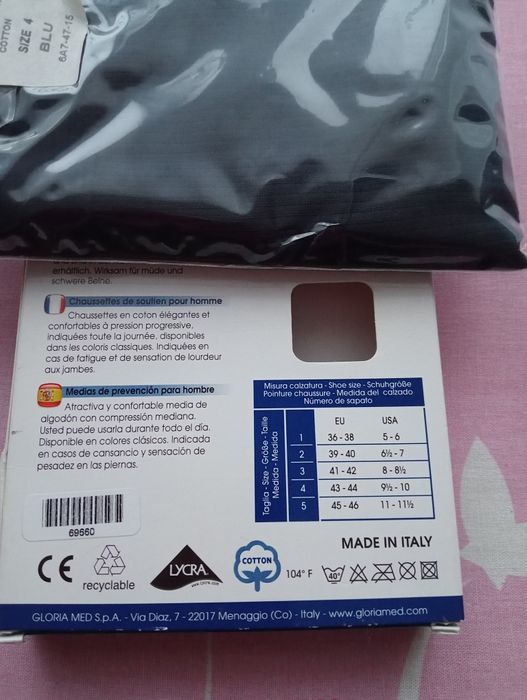 COTTON
SIZE 4
BLU
6A7-47-15
erhältlich. Wirksam für müde und
schwere Beine.
Chaussettes de soutien pour homme
Chaussettes en coton élégantes et
confortables à pression progressive,
indiquées toute la journée, disponibles
dans les coloris classiques. Indiquées en
cas de fatigue et de sensation de lourdeur
aux jambes.
Medias de prevención para hombre
Atractiva y confortable media de
algodón con compresión mediana.
Usted puede usarla durante todo el día.
Disponible en colores clásicos. Indicada
en casos de cansancio y sensación de
pesadez en las piernas.
Misura calzatura - Shoe size - Schuhgröße
Pointure chaussure - Medida del calzado
Número de sapato
Taglia - Size - Größe - Taille
Medida - Medida
EU USA
1 36 - 38 5 - 6
2 39 - 40 6½ - 7
3 41 - 42 8 - 8½
4 43 - 44 9½ - 10
5 45 - 46 11 - 11½
69660
MADE IN ITALY
CE
recyclable
LYCRA
COTTON
104° F
40°
GLORIA MED S.p.A. - Via Diaz, 7 - 22017 Menaggio (Co) - Italy - www.gloriamed.com